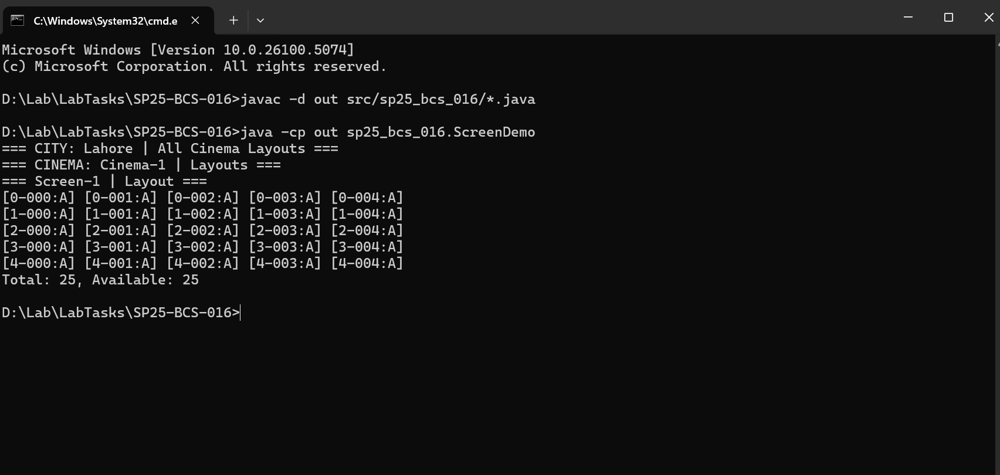 C:\Windows\System32\cmd.e
Microsoft Windows [Version 10.0.26100.5074]
(c) Microsoft Corporation. All rights reserved.
D:\Lab\LabTasks\SP25-BCS-016>javac -d out src/sp25_bcs_016/*.java
D:\Lab\LabTasks\SP25-BCS-016>java -cp out sp25_bcs_016.ScreenDemo
=== CITY: Lahore | All Cinema Layouts ===
=== CINEMA: Cinema-1 | Layouts ===
=== Screen-1 | Layout ===
[0-000:A] [0-001:A] [0-002:A] [0-003:A] [0-004:A]
[1-000:A] [1-001:A] [1-002:A] [1-003:A] [1-004:A]
[2-000:A] [2-001:A] [2-002:A] [2-003:A] [2-004:A]
[3-000:A] [3-001:A] [3-002:A] [3-003:A] [3-004:A]
[4-000:A] [4-001:A] [4-002:A] [4-003:A] [4-004:A]
Total: 25, Available: 25
D:\Lab\LabTasks\SP25-BCS-016>